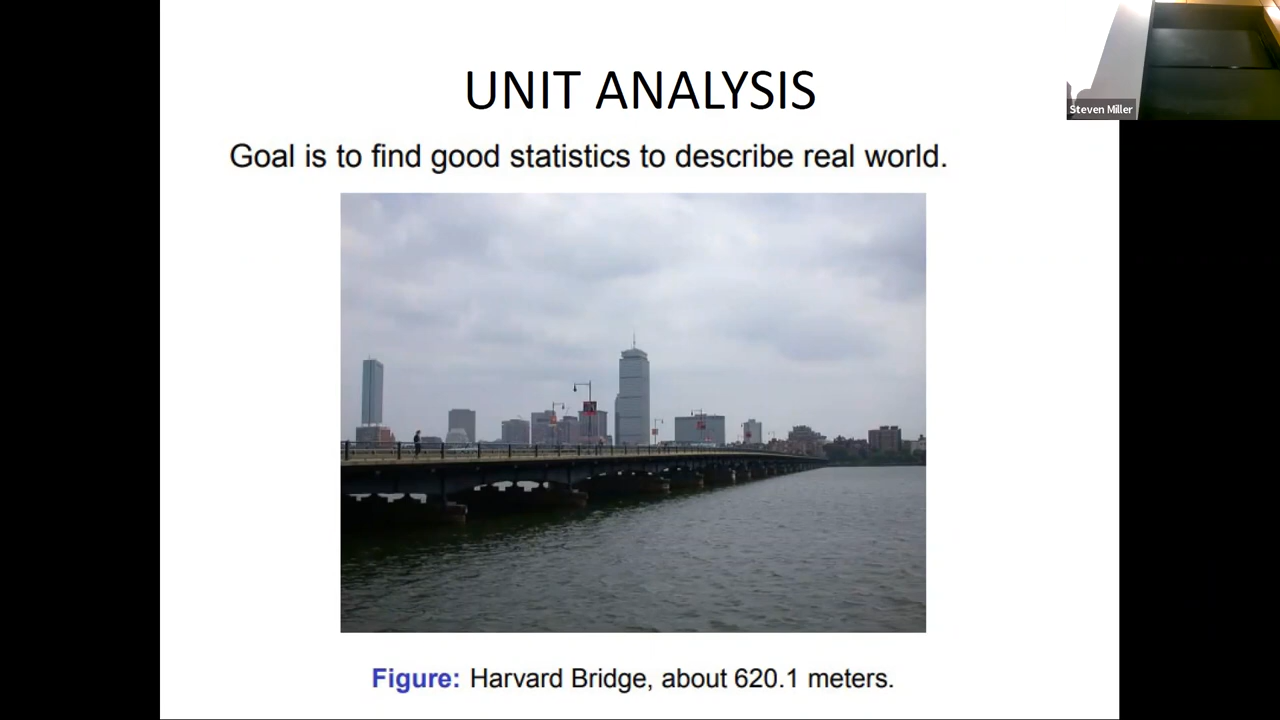 UNIT ANALYSIS
Steven Miller
Goal is to find good statistics to describe real world.
Figure: Harvard Bridge, about 620.1 meters.